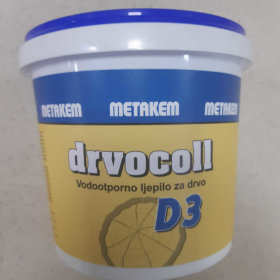 METAKEM METAKEM METAKEM
drvocoll
Vodootporno ljepilo za drvo
D3